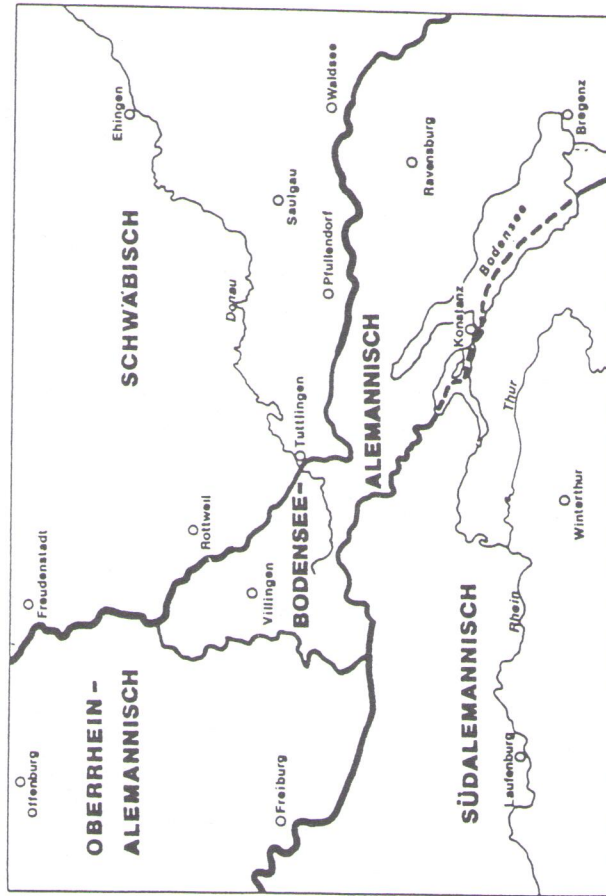 Offenburg
Freudenstadt
OBERRHEIN-
ALEMANNISCH
SCHWÄBISCH
Ehingen
Rottweil
Donau
Villingen
Saulgau
Freiburg
Tuttlingen
Pfullendorf
Waldsee
BODENSEE-
ALEMANNISCH
Ravensburg
Konstanz
Bodensee
Bregenz
SÜDALEMANNISCH
Thur
Rhein
Laufenburg
Winterthur